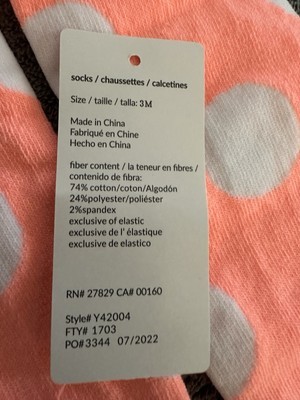 socks / chaussettes / calcetines
Size / taille / talla: 3M
Made in China
Fabriqué en Chine
Hecho en China
fiber content / la teneur en fibres /
contenido de fibra:
74% cotton/coton/Algodón
24%polyester/poliéster
2%spandex
exclusive of elastic
exclusive de l' élastique
exclusive de elastico
RN# 27829 CA# 00160
Style# Y42004
FTY# 1703
PO#3344 07/2022